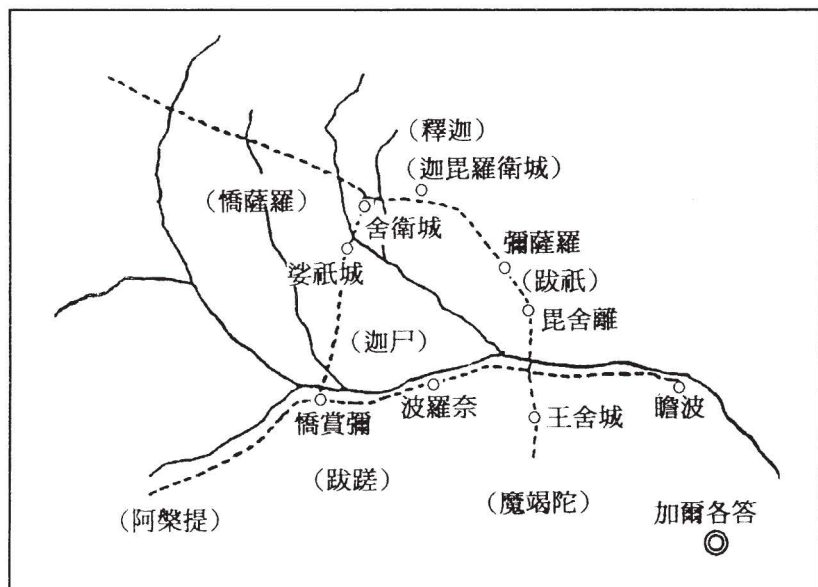 （釋迦）
（迦毘羅衛城）
（憍薩羅）
舍衛城
彌薩羅
娑祇城
（跋祇）
毘舍離
（迦尸）
憍賞彌
波羅奈
王舍城
瞻波
（跋蹉）
（魔竭陀）
（阿槃提）
加爾各答